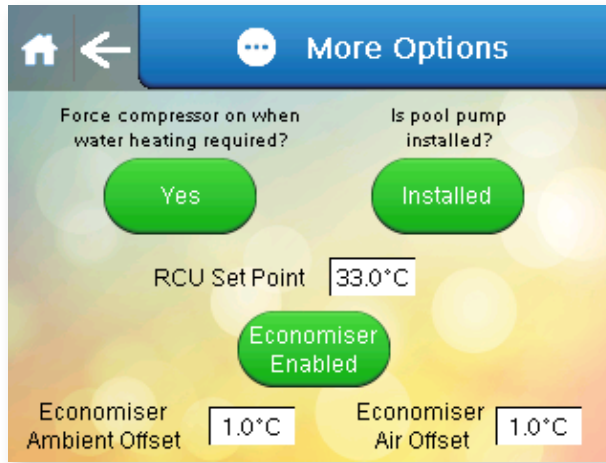 More Options
Force compressor on when
water heating required?
Is pool pump
installed?
Yes
Installed
RCU Set Point
33.0°C
Economiser
Enabled
Economiser
Ambient Offset
1.0°C
Economiser
Air Offset
1.0°C